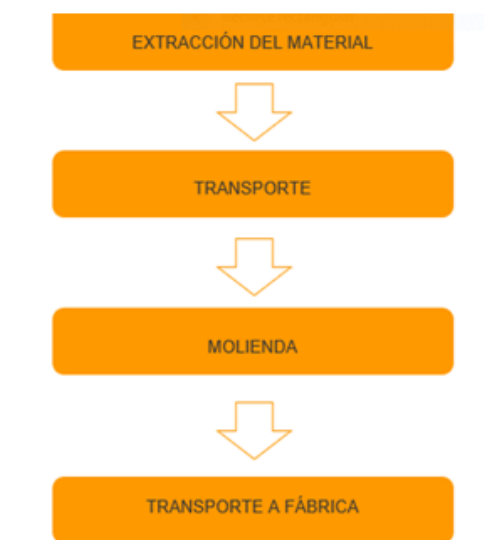 EXTRACCIÓN DEL MATERIAL
TRANSPORTE
MOLIENDA
TRANSPORTE A FÁBRICA